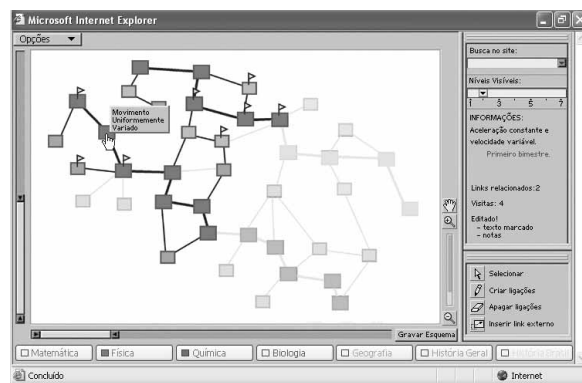 Microsoft Internet Explorer
Opções
Movimento
Uniformemente
Variado
Busca no site:
Níveis Visíveis:
1 3 5 7
INFORMAÇÕES:
Aceleração constante e
velocidade variável.
Primeiro bimestre.
Links relacionados:2
Visitas: 4
Editado!
- texto marcado
- notas
Selecionar
Criar ligações
Apagar ligações
Inserir link externo
Gravar Esquema
Matemática
Física
Química
Biologia
Geografia
História Geral
História Brasil
Concluído
Internet